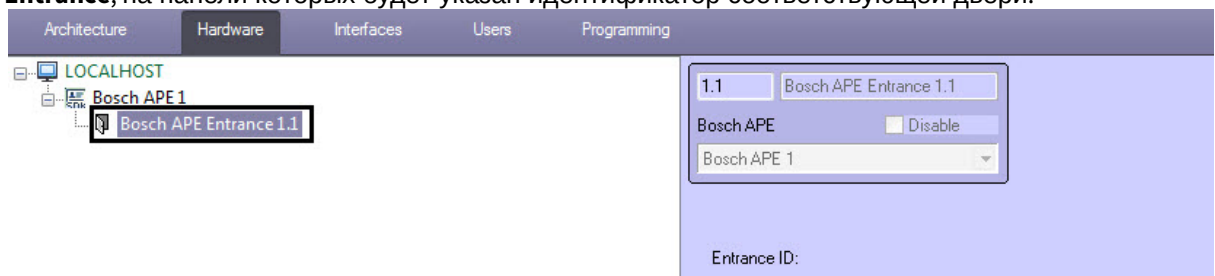 Entrance, на панели которых будет указан идентификатор соответствующей двери.
Architecture Hardware Interfaces Users Programming
LOCALHOST
Bosch APE 1
Bosch APE Entrance 1.1
1.1 Bosch APE Entrance 1.1
Bosch APE Disable
Bosch APE 1
Entrance ID: